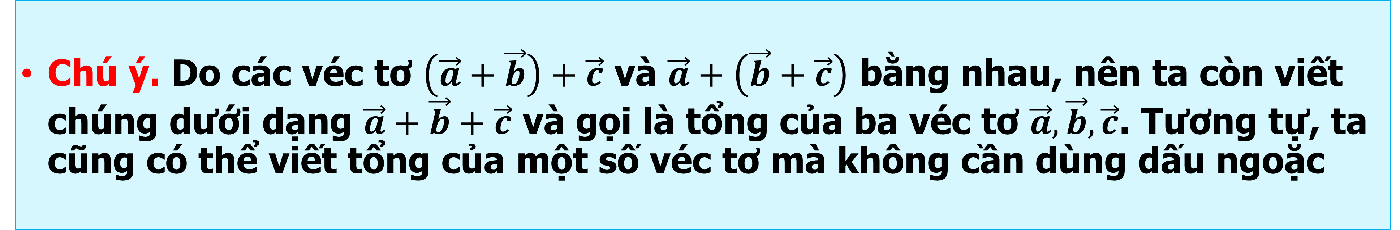 • Chú ý. Do các véc tơ (a⃗ + b⃗) + c⃗ và a⃗ + (b⃗ + c⃗) bằng nhau, nên ta còn viết
chúng dưới dạng a⃗ + b⃗ + c⃗ và gọi là tổng của ba véc tơ a⃗, b⃗, c⃗. Tương tự, ta
cũng có thể viết tổng của một số véc tơ mà không cần dùng dấu ngoặc